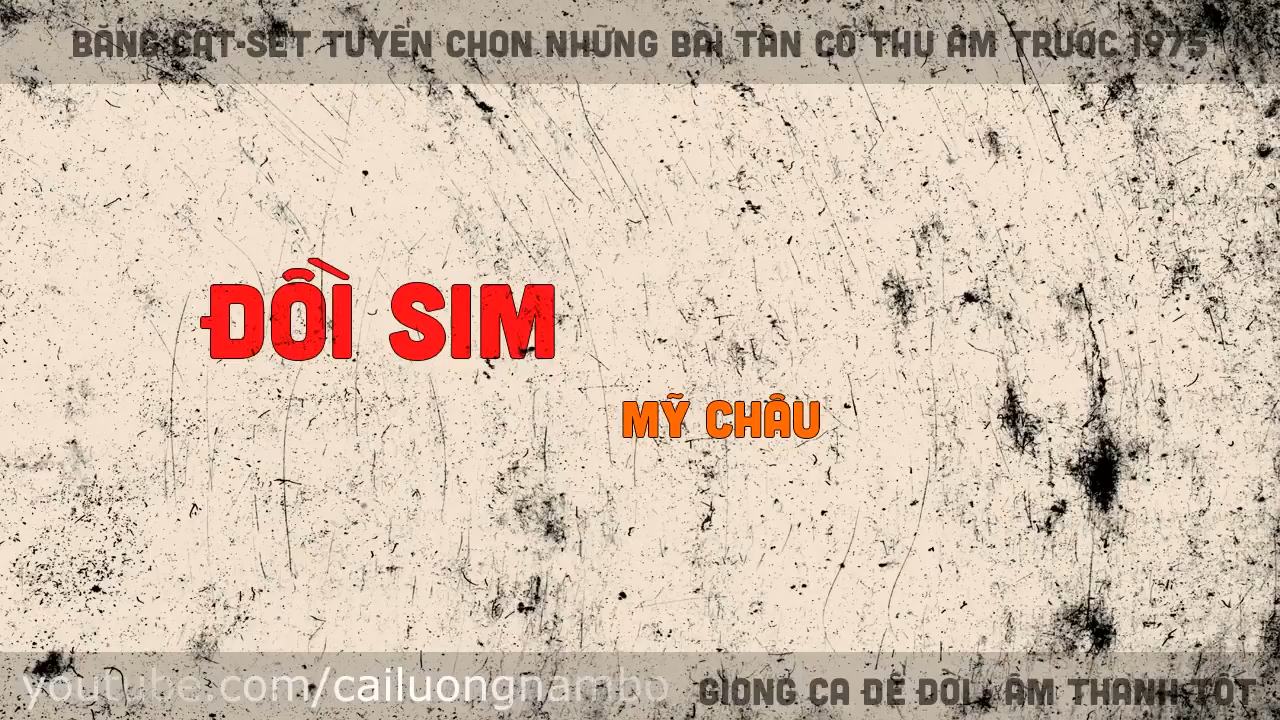 BĂNG CÁT-SÉT TUYỂN CHỌN NHỮNG BÀI TÂN CỔ THU ÂM TRƯỚC 1975
ĐỒI SIM
MỸ CHÂU
youtube.com/cailuongnambo
GIỌNG CA ĐỂ ĐỜI, ÂM THANH TỐT